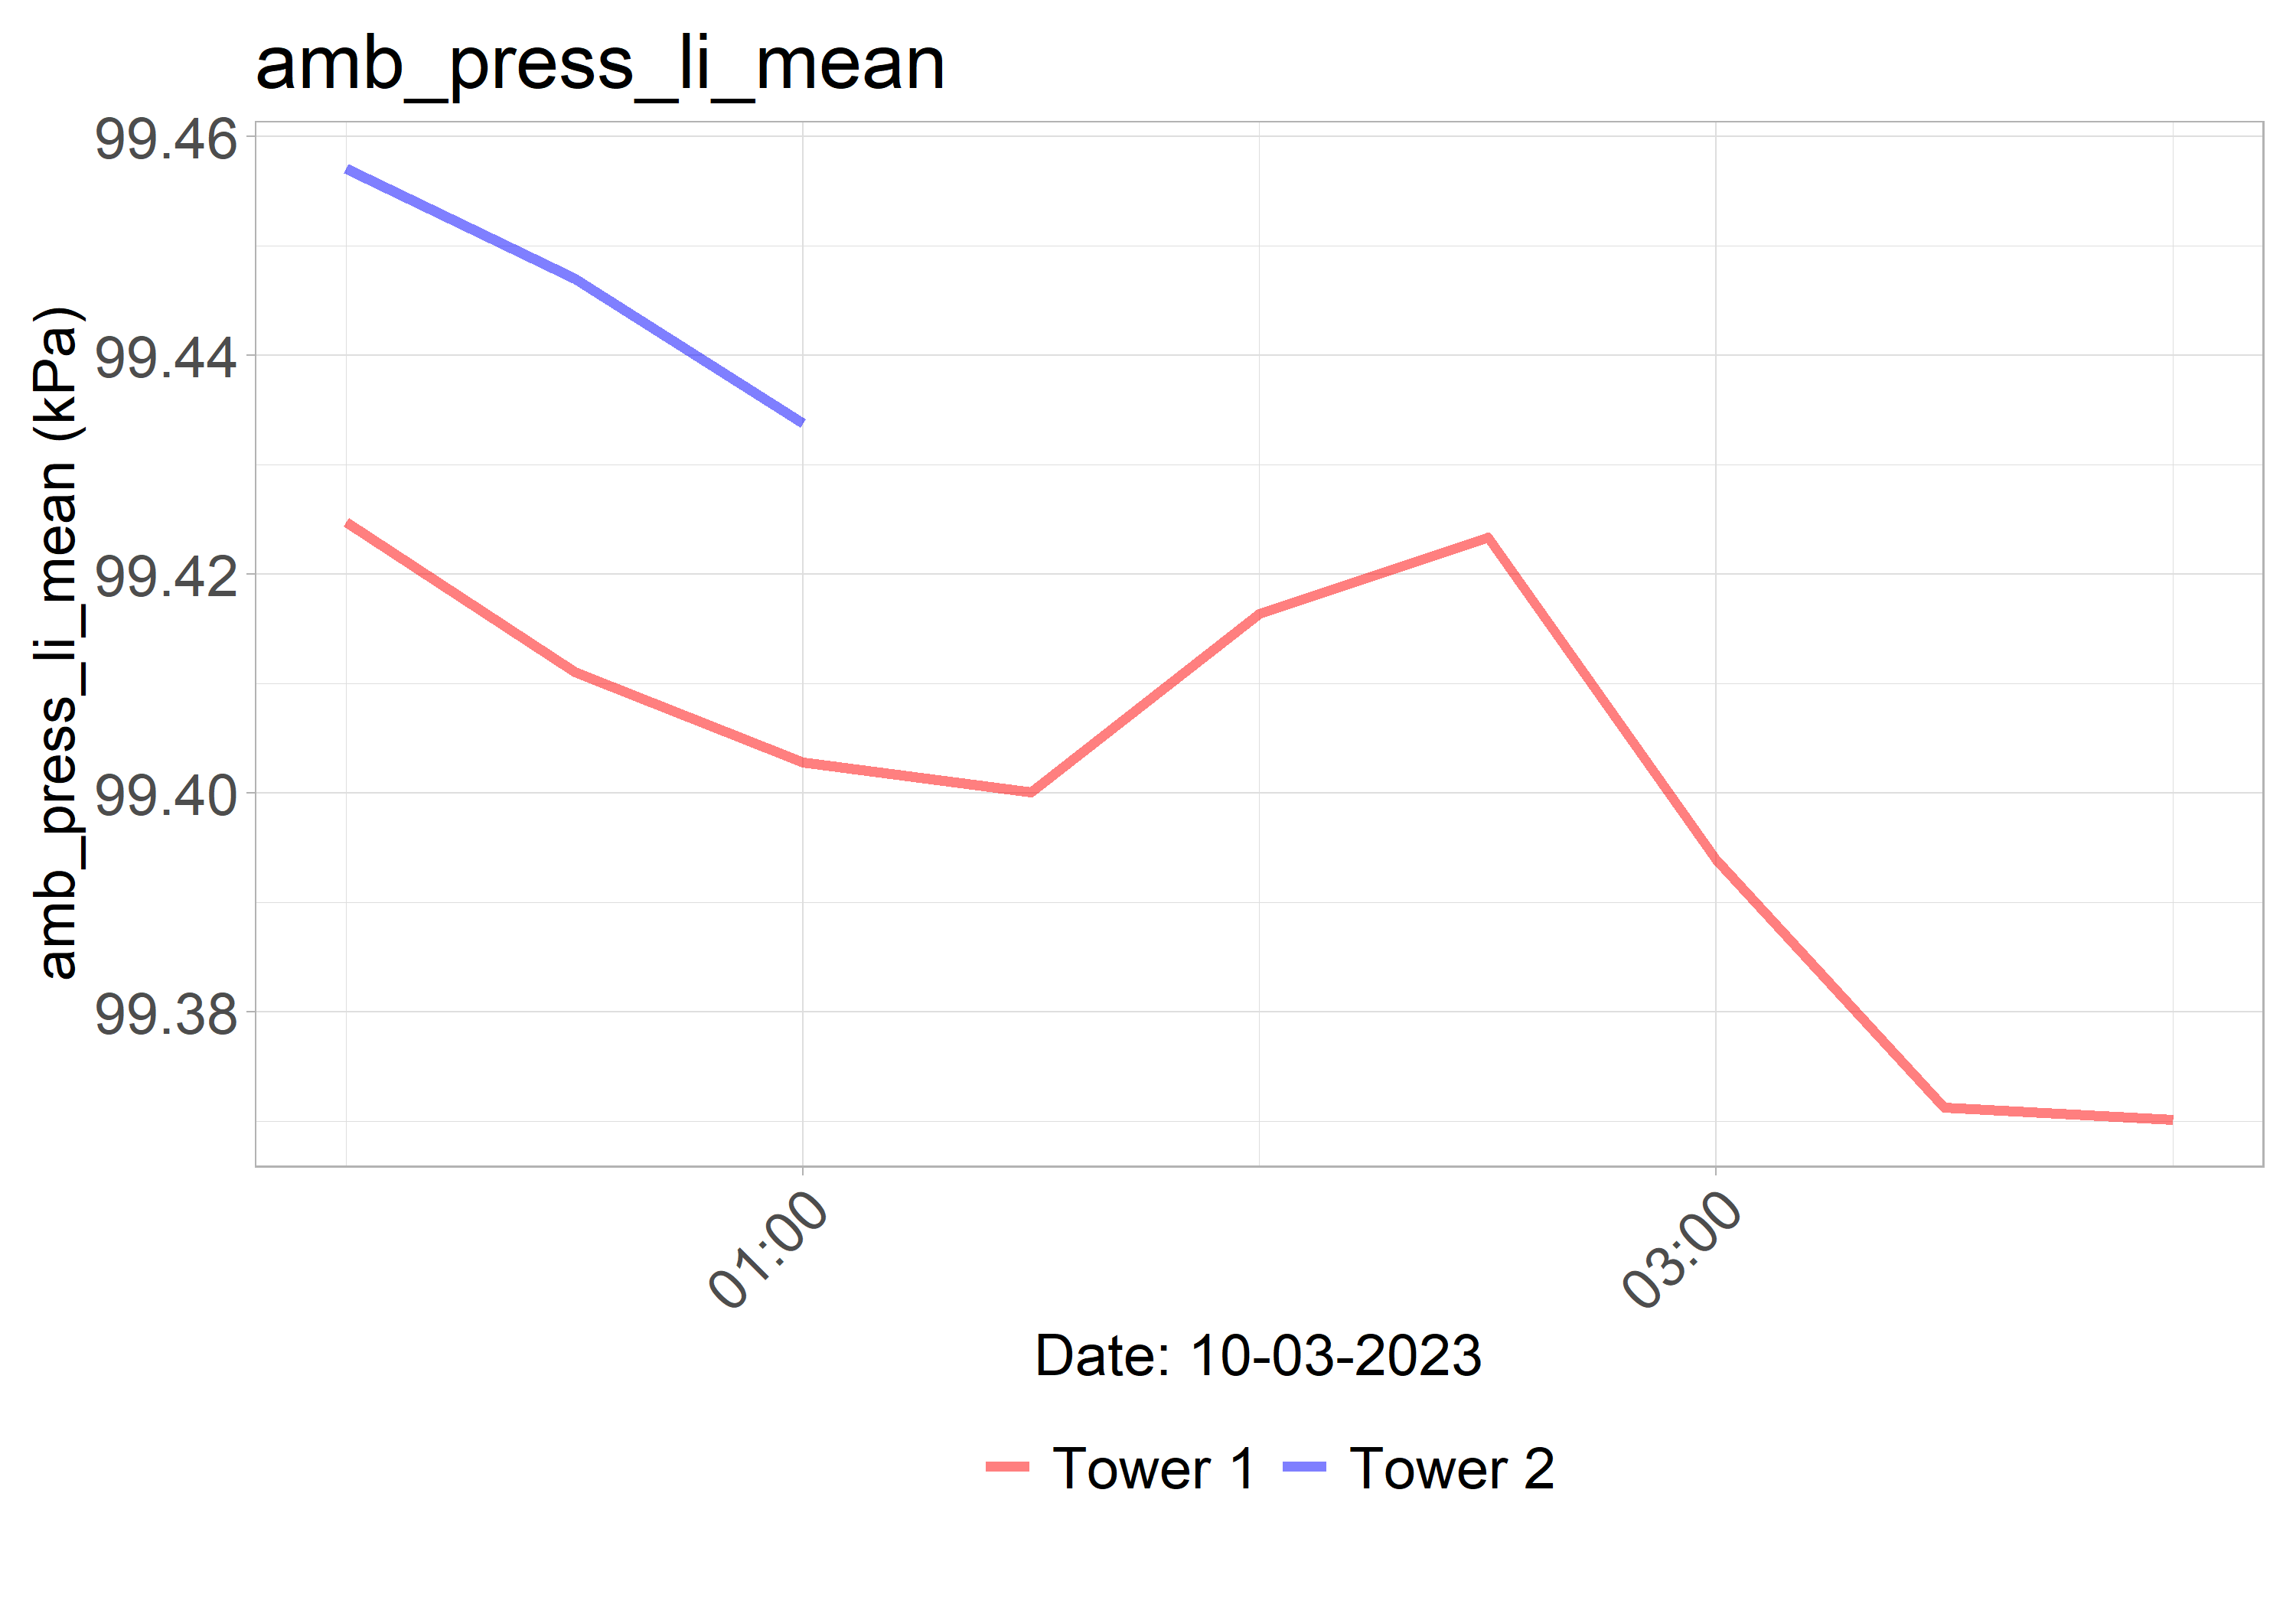 amb_press_li_mean
amb_press_li_mean (kPa)
99.46
99.44
99.42
99.40
99.38
01:00
03:00
Date: 10-03-2023
Tower 1
Tower 2